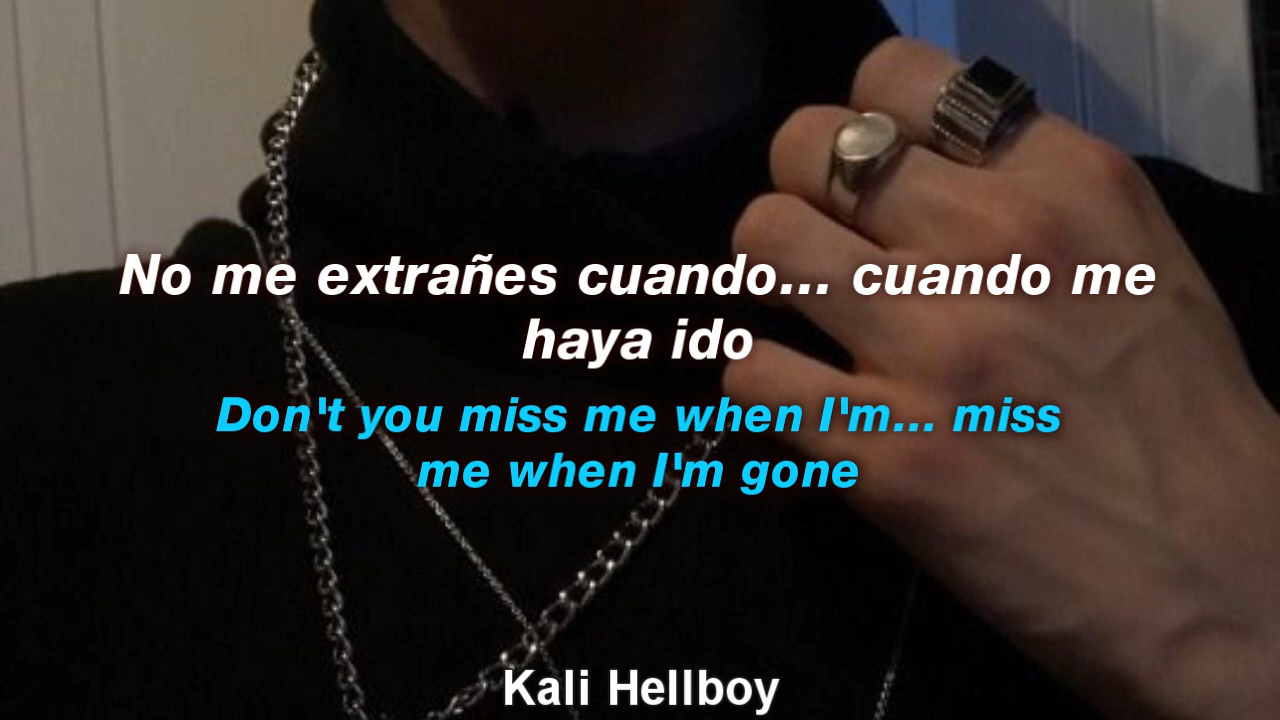 No me extrañes cuando... cuando me
haya ido
Don't you miss me when I'm... miss
me when I'm gone
Kali Hellboy